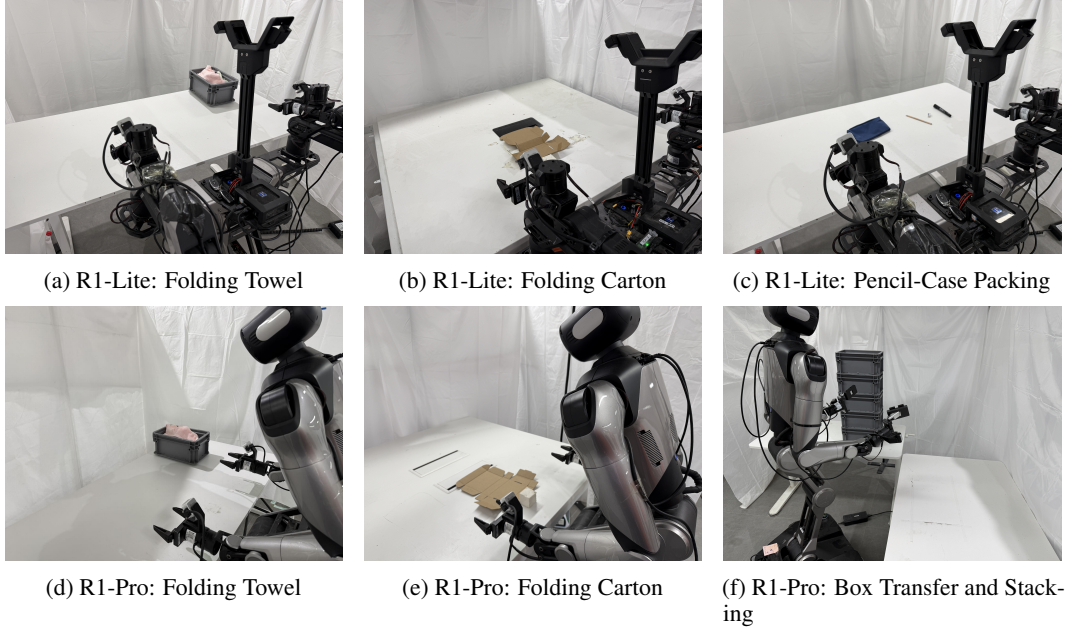 (a) R1-Lite: Folding Towel
(b) R1-Lite: Folding Carton
(c) R1-Lite: Pencil-Case Packing
(d) R1-Pro: Folding Towel
(e) R1-Pro: Folding Carton
(f) R1-Pro: Box Transfer and Stack-
ing